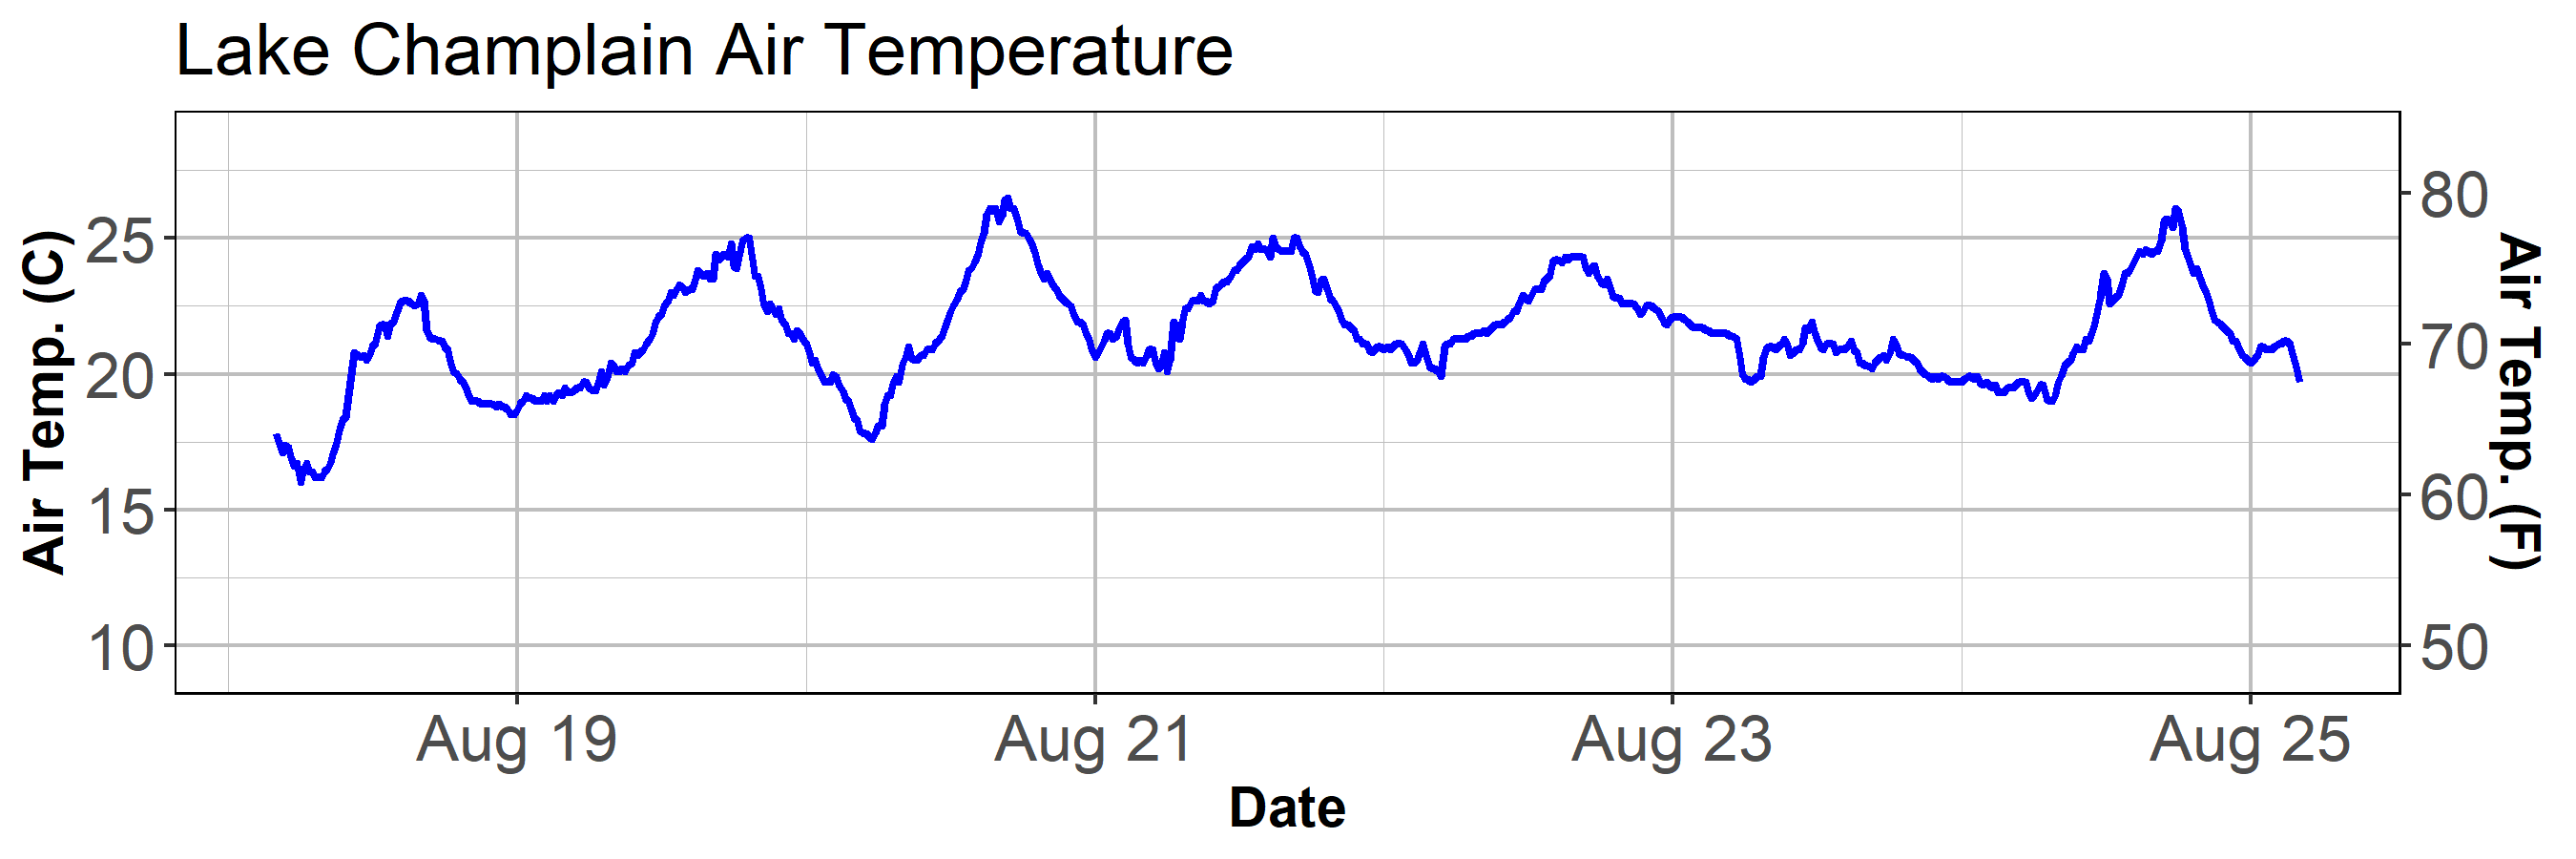 Lake Champlain Air Temperature
Air Temp. (C)
25
20
15
10
80
70
60
50
Air Temp. (F)
Aug 19
Aug 21
Aug 23
Aug 25
Date